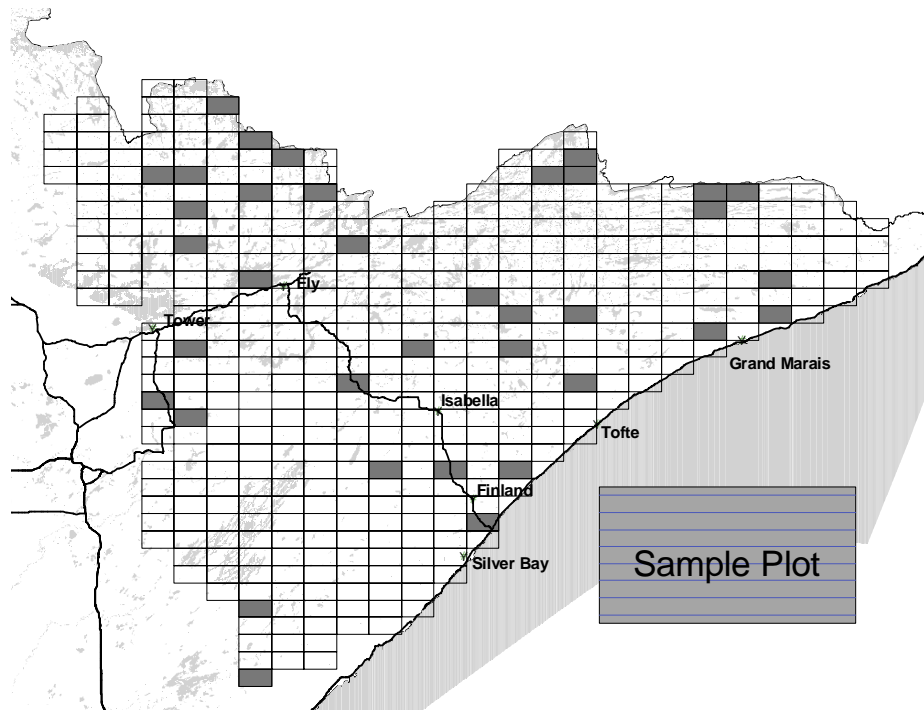 Ely
Tower
Grand Marais
Isabella
Tofte
Finland
Silver Bay
Sample Plot